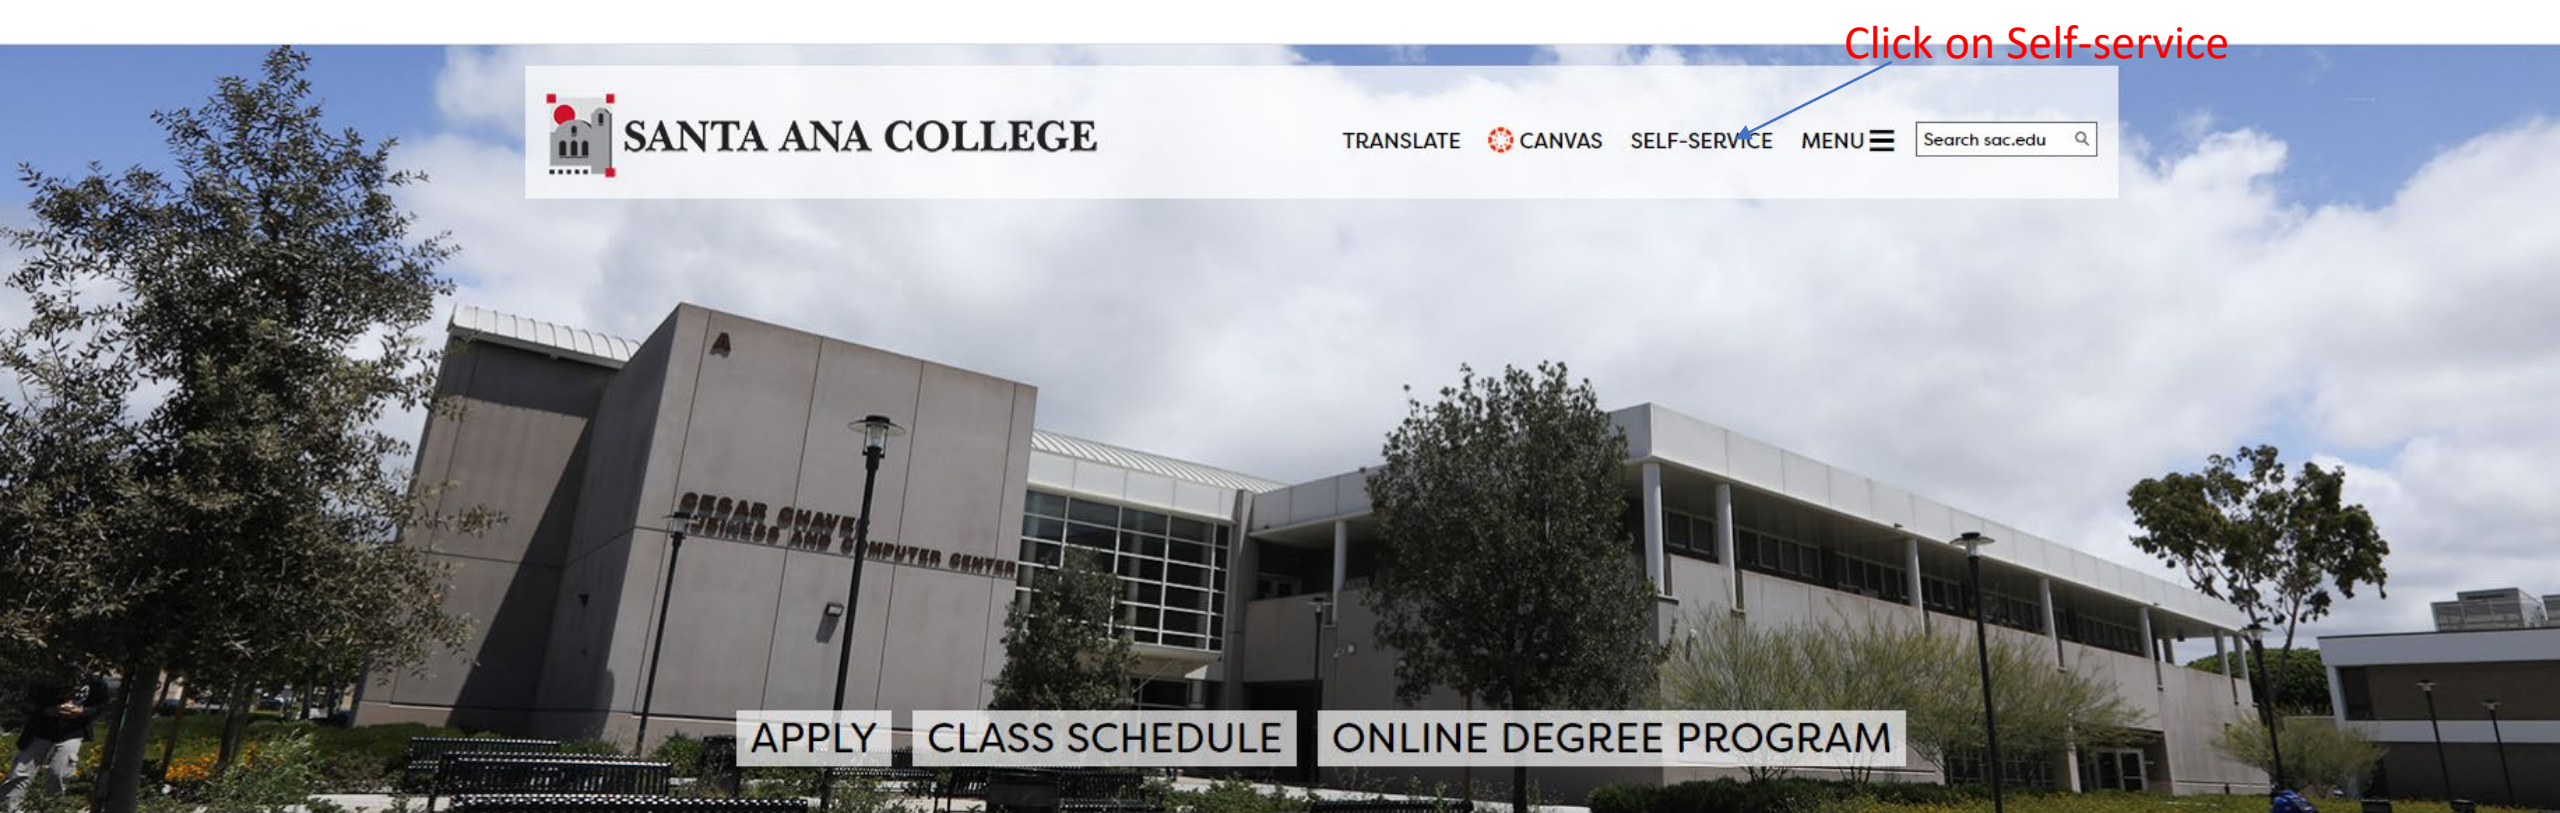 Click on Self-service
SANTA ANA COLLEGE
TRANSLATE CANVAS SELF-SERVICE MENU Search sac.edu
A
CESAR CHAVEZ
BUSINESS AND COMPUTER CENTER
APPLY CLASS SCHEDULE ONLINE DEGREE PROGRAM